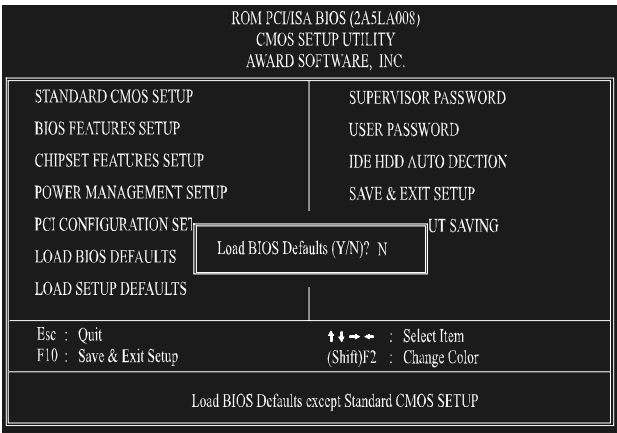 ROM PCI/ISA BIOS (2A5LA008)
CMOS SETUP UTILITY
AWARD SOFTWARE, INC.
STANDARD CMOS SETUP
BIOS FEATURES SETUP
CHIPSET FEATURES SETUP
POWER MANAGEMENT SETUP
PCI CONFIGURATION SET
LOAD BIOS DEFAULTS
LOAD SETUP DEFAULTS
SUPERVISOR PASSWORD
USER PASSWORD
IDE HDD AUTO DECTION
SAVE & EXIT SETUP
UT SAVING
Load BIOS Defaults (Y/N)? N
Esc : Quit
F10 : Save & Exit Setup
↑↓→← : Select Item
(Shift)F2 : Change Color
Load BIOS Defaults except Standard CMOS SETUP